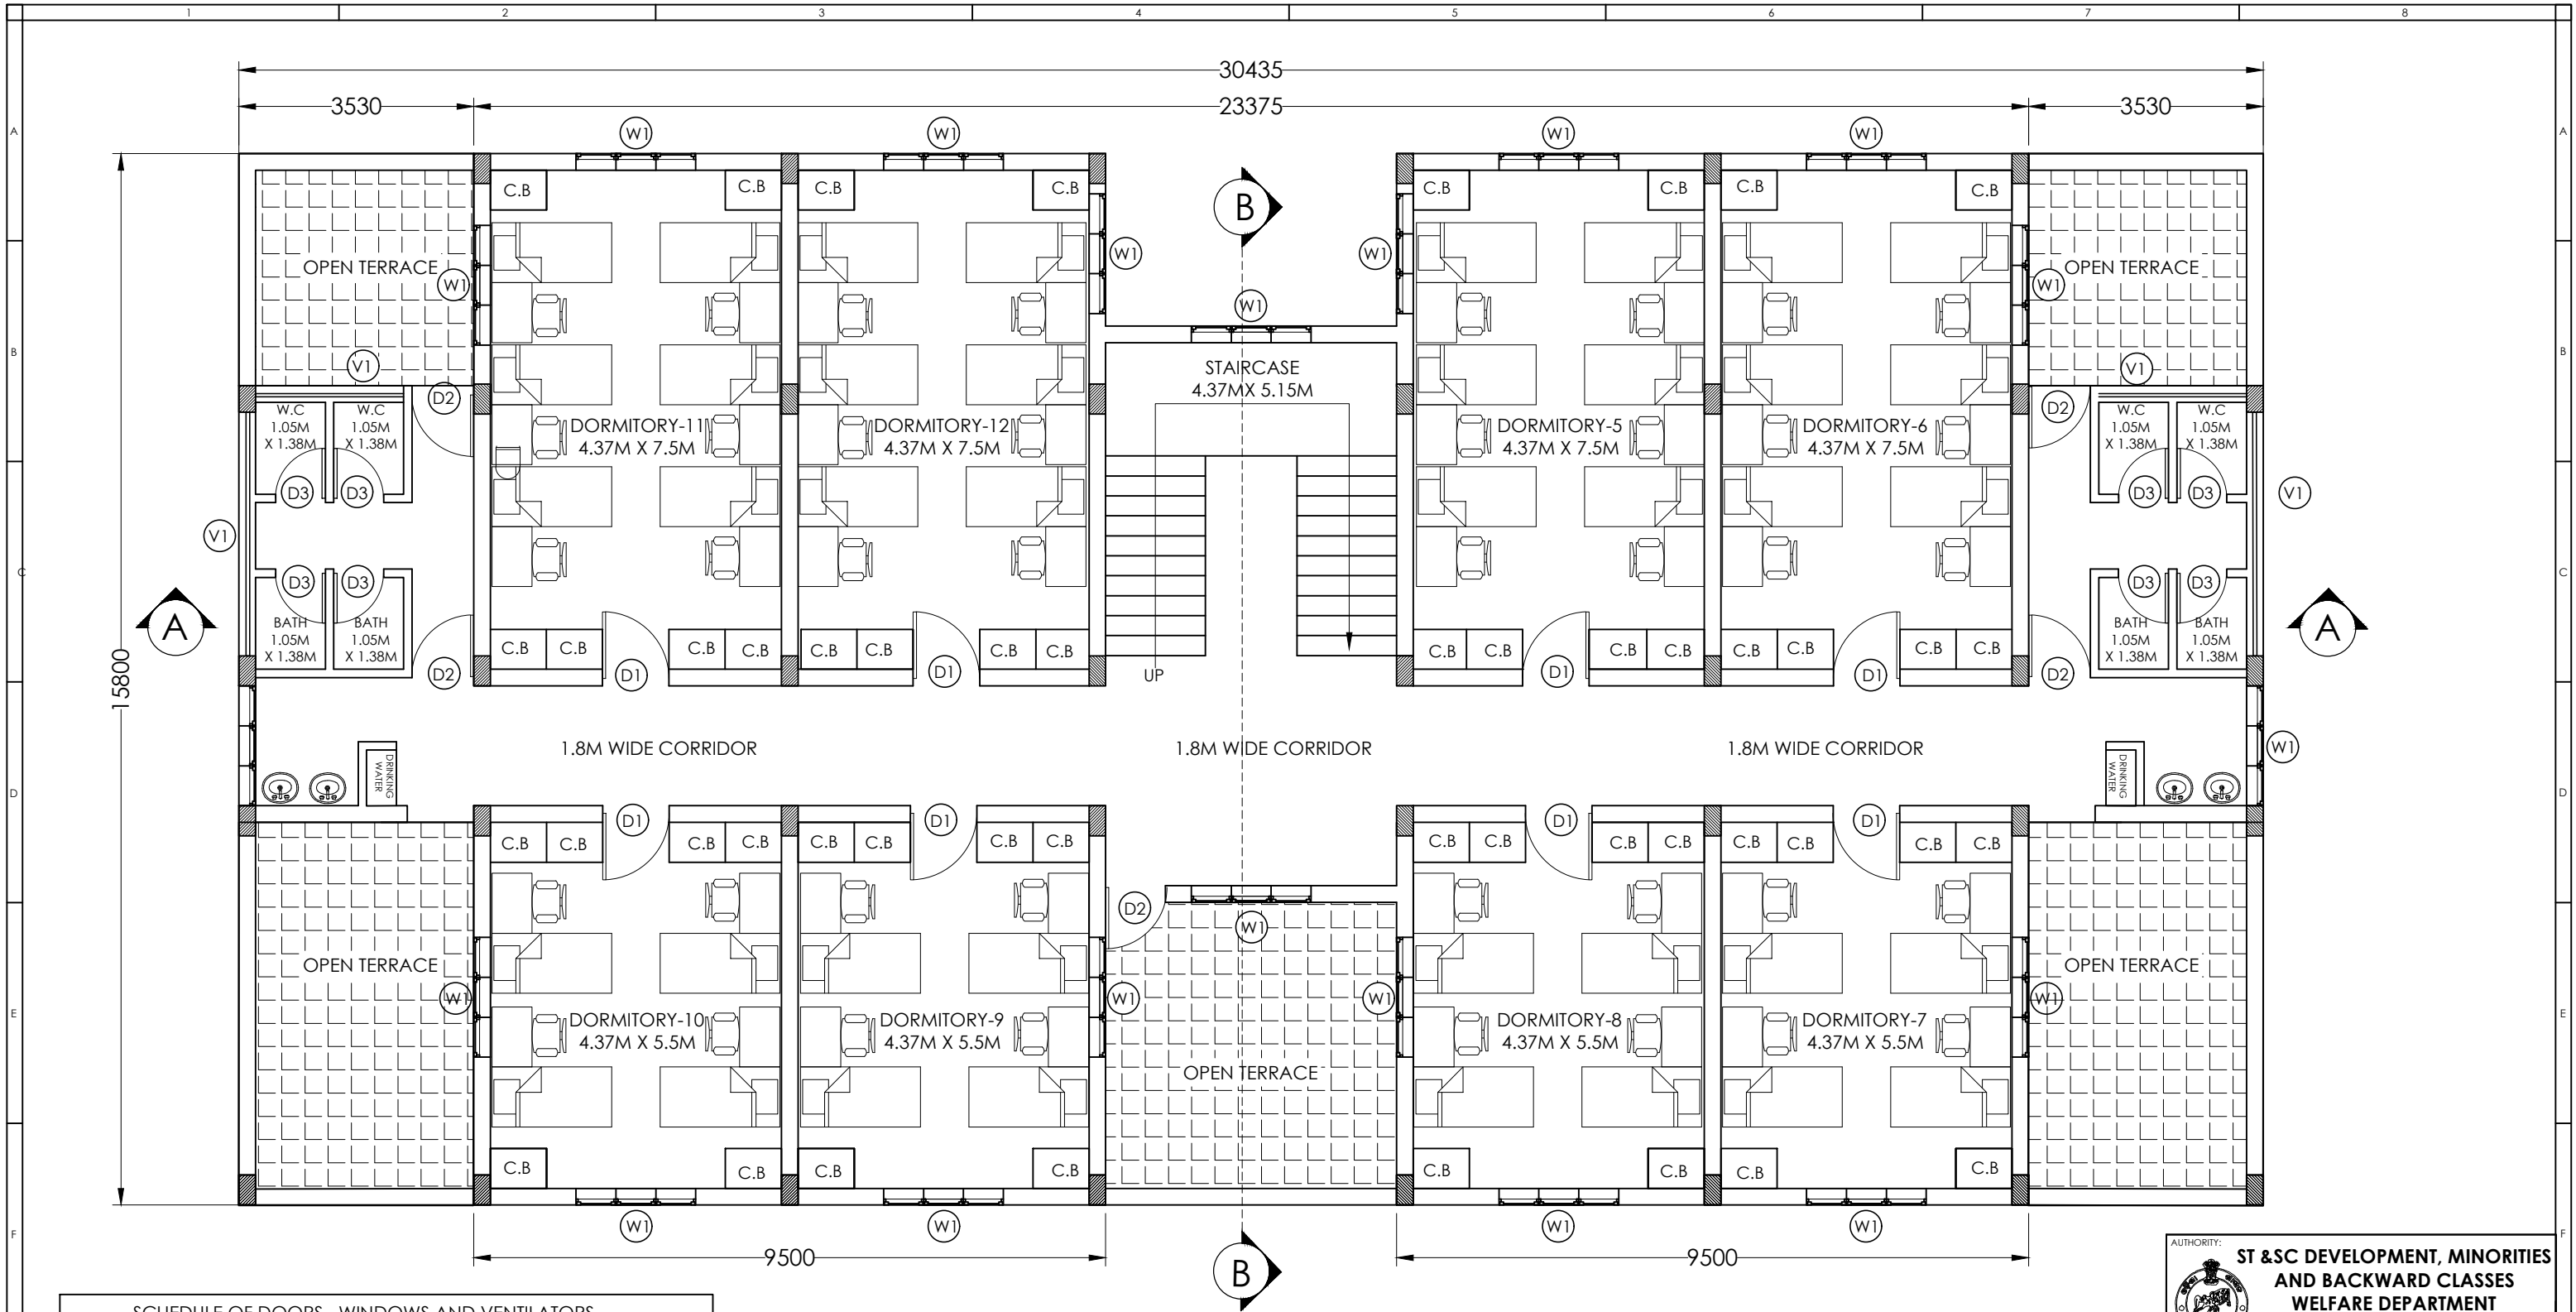 1 2 3 4 5 6 7 8
30435
3530 23375 3530
A A
W1 W1 W1 W1
C.B C.B C.B C.B C.B C.B C.B C.B
B
W1 W1
OPEN TERRACE OPEN TERRACE
W1 W1
W1
B B
V1 V1
STAIRCASE
4.37MX 5.15M
D2 D2
W.C W.C W.C W.C
1.05M 1.05M 1.05M 1.05M
X 1.38M X 1.38M X 1.38M X 1.38M
DORMITORY-11 DORMITORY-12 DORMITORY-5 DORMITORY-6
4.37M X 7.5M 4.37M X 7.5M 4.37M X 7.5M 4.37M X 7.5M
D3 D3 D3 D3
V1 V1
C C
D3 D3 D3 D3
BATH BATH BATH BATH
1.05M 1.05M 1.05M 1.05M
X 1.38M X 1.38M X 1.38M X 1.38M
A A
C.B C.B C.B C.B C.B C.B C.B C.B C.B C.B C.B C.B C.B C.B C.B C.B
D2 D1 D1 UP D1 D1 D2
15800
1.8M WIDE CORRIDOR 1.8M WIDE CORRIDOR 1.8M WIDE CORRIDOR
W1
DRINKING DRINKING
WATER WATER
D D
D1 D1 D1 D1
C.B C.B C.B C.B C.B C.B C.B C.B C.B C.B C.B C.B C.B C.B C.B C.B
D2
W1
OPEN TERRACE OPEN TERRACE
W1 W1 W1 W1
E E
DORMITORY-10 DORMITORY-9 DORMITORY-8 DORMITORY-7
4.37M X 5.5M 4.37M X 5.5M 4.37M X 5.5M 4.37M X 5.5M
OPEN TERRACE
C.B C.B C.B C.B C.B C.B C.B C.B
W1 W1 W1 W1
F F
9500 9500
B
AUTHORITY:
ST &SC DEVELOPMENT, MINORITIES
AND BACKWARD CLASSES
WELFARE DEPARTMENT
SCHEDULE OF DOORS , WINDOWS AND VENTILATORS